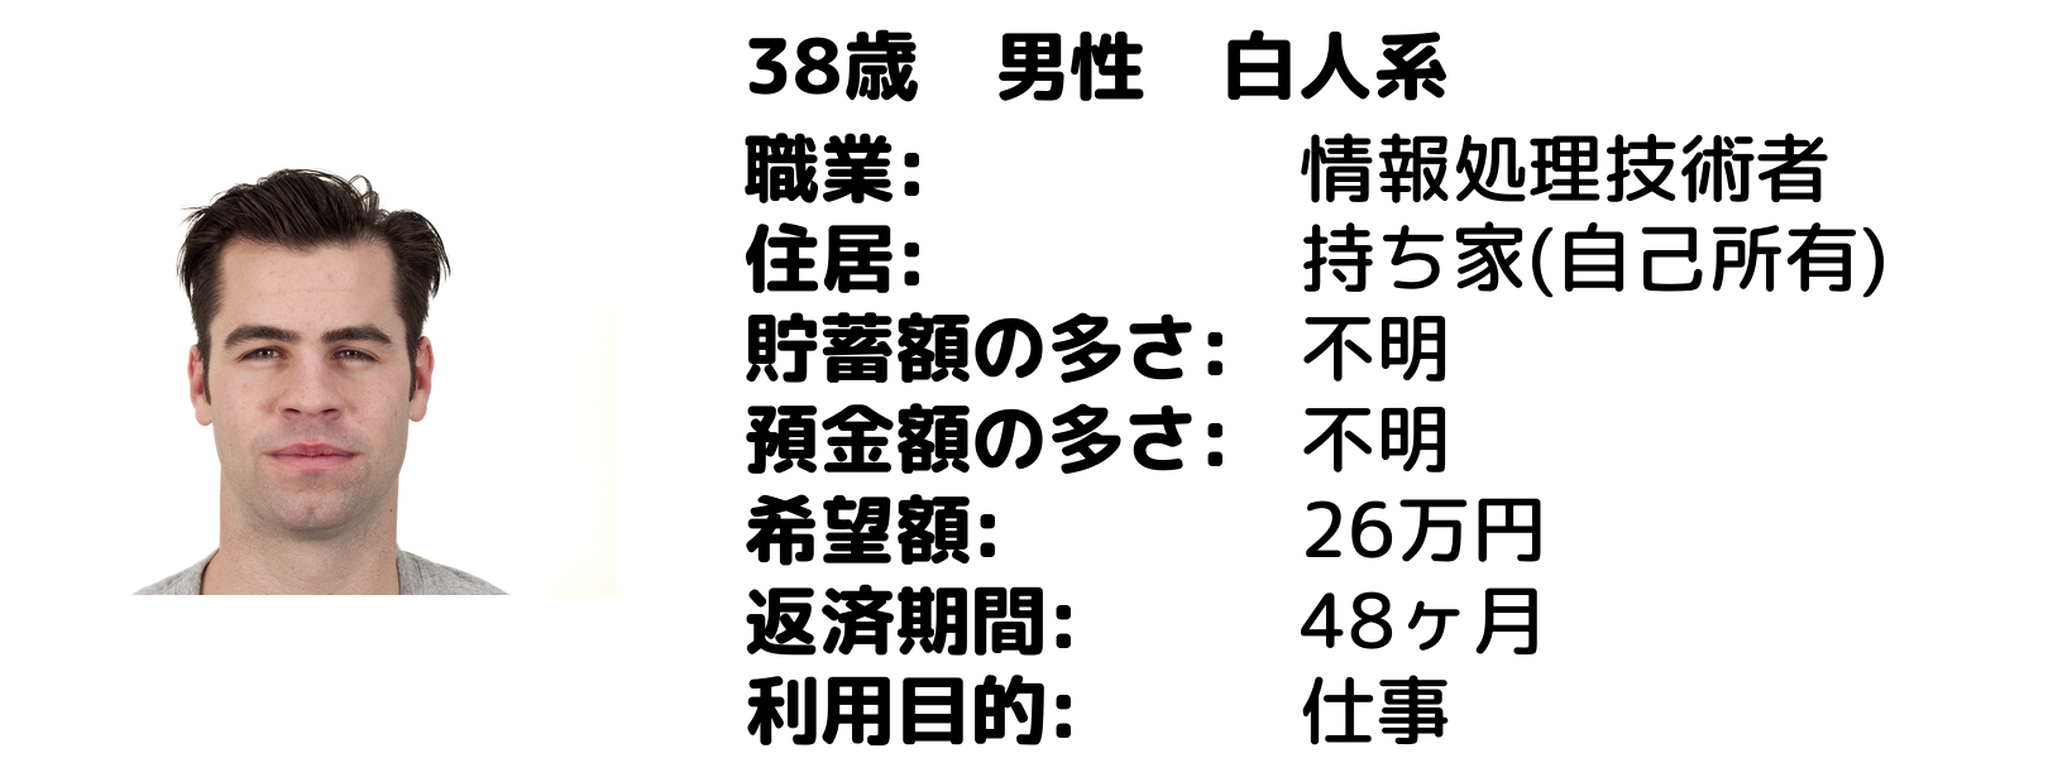 38歳　男性　白人系
職業: 情報処理技術者
住居: 持ち家(自己所有)
貯蓄額の多さ: 不明
預金額の多さ: 不明
希望額: 26万円
返済期間: 48ヶ月
利用目的: 仕事